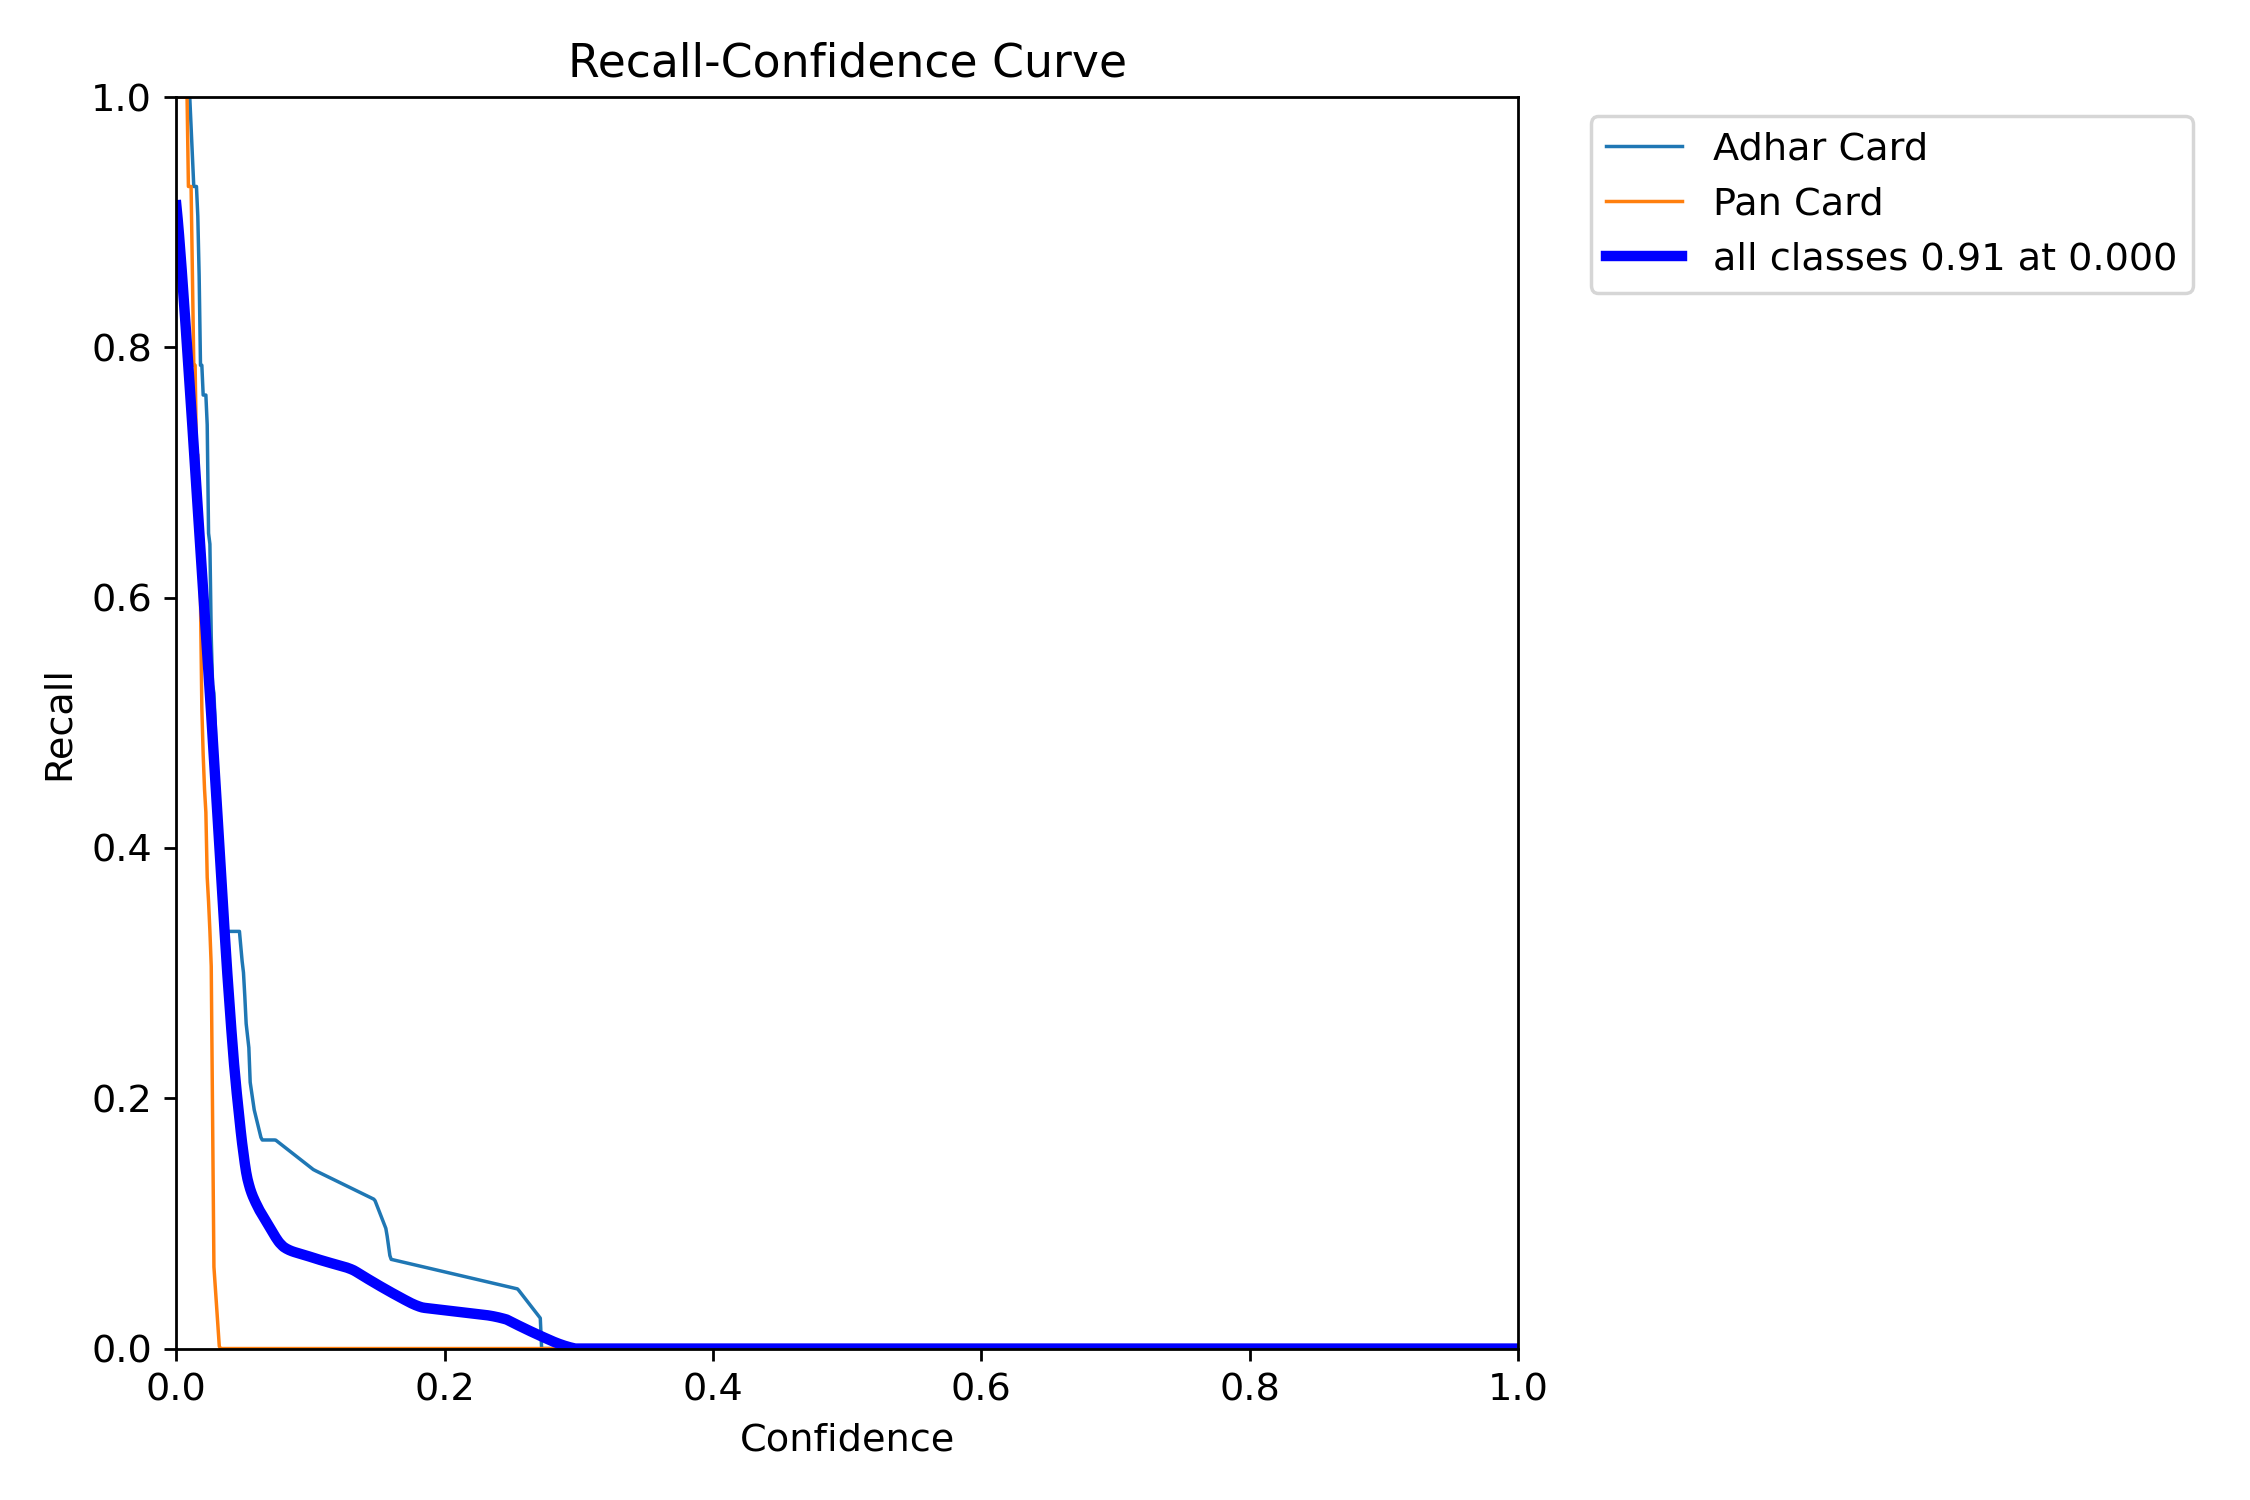 Recall-Confidence Curve
1.0
0.8
0.6
0.4
0.2
0.0
Recall
0.0 0.2 0.4 0.6 0.8 1.0
Confidence
Adhar Card
Pan Card
all classes 0.91 at 0.000